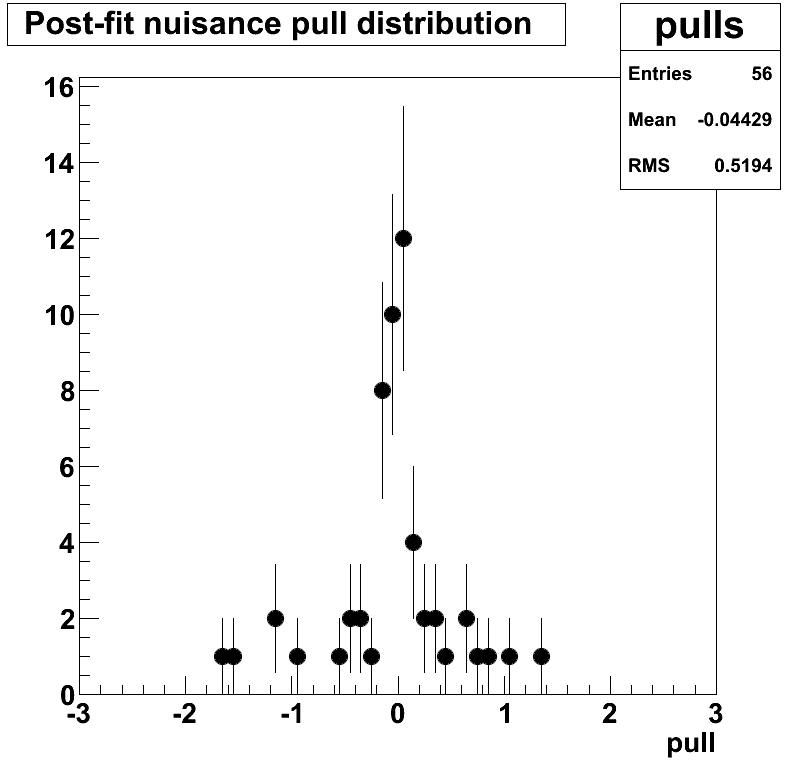 Post-fit nuisance pull distribution
pulls
Entries 56
Mean -0.04429
RMS 0.5194
16
14
12
10
8
6
4
2
0
-3 -2 -1 0 1 2 3
pull